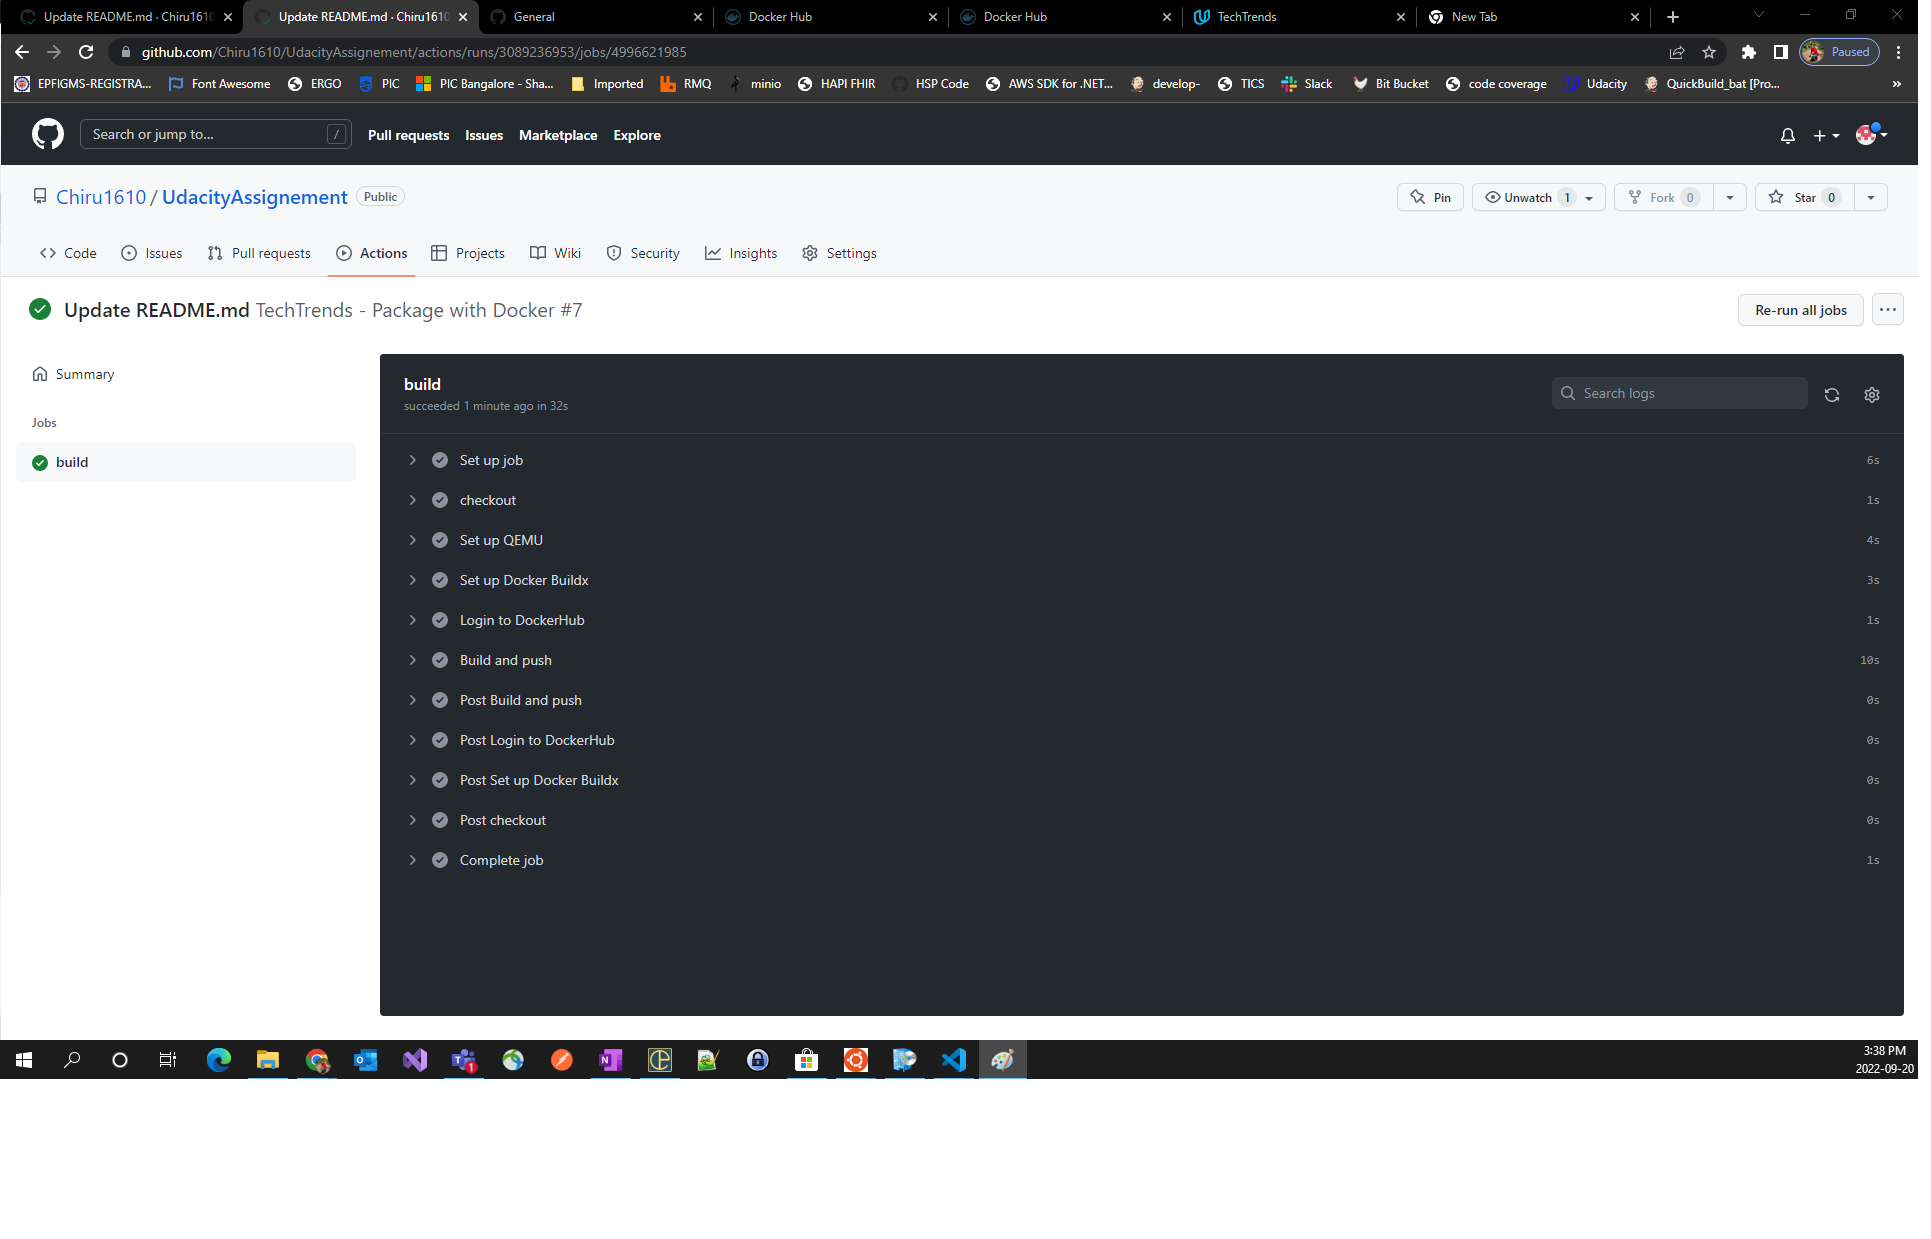 Update README.md · Chiru1610
Update README.md · Chiru1610
General
Docker Hub
Docker Hub
TechTrends
New Tab
github.com/Chiru1610/UdacityAssignement/actions/runs/3089236953/jobs/4996621985
Paused
EPFIGMS-REGISTRA...
Font Awesome
ERGO
PIC
PIC Bangalore - Sha...
Imported
RMQ
minio
HAPI FHIR
HSP Code
AWS SDK for .NET...
develop-
TICS
Slack
Bit Bucket
code coverage
Udacity
QuickBuild_bat [Pro...
»
Search or jump to...
/
Pull requests
Issues
Marketplace
Explore
Chiru1610 / UdacityAssignement
Public
Pin
Unwatch 1
Fork 0
Star 0
Code
Issues
Pull requests
Actions
Projects
Wiki
Security
Insights
Settings
Update README.md TechTrends - Package with Docker #7
Re-run all jobs
Summary
Jobs
build
build
succeeded 1 minute ago in 32s
Search logs
Set up job 6s
checkout 1s
Set up QEMU 4s
Set up Docker Buildx 3s
Login to DockerHub 1s
Build and push 10s
Post Build and push 0s
Post Login to DockerHub 0s
Post Set up Docker Buildx 0s
Post checkout 0s
Complete job 1s
1
3:38 PM
2022-09-20